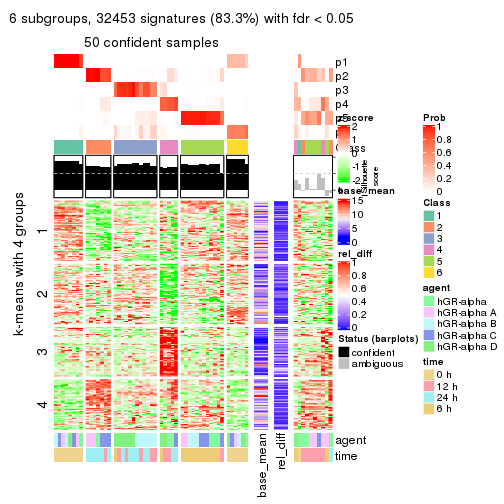 6 subgroups, 32453 signatures (83.3%) with fdr < 0.05
50 confident samples
p1
p2
p3
p4
Class
Silhouette score
k-means with 4 groups
1
2
3
4
agent
time
base_mean
rel_diff
z-score
2
1
0
-1
-2
base_mean
15
10
5
0
rel_diff
1
0.8
0.6
0.4
0.2
0
Status (barplots)
confident
ambiguous
Prob
1
0.8
0.6
0.4
0.2
0
Class
1
2
3
4
5
6
agent
hGR-alpha
hGR-alpha A
hGR-alpha B
hGR-alpha C
hGR-alpha D
time
0 h
12 h
24 h
6 h